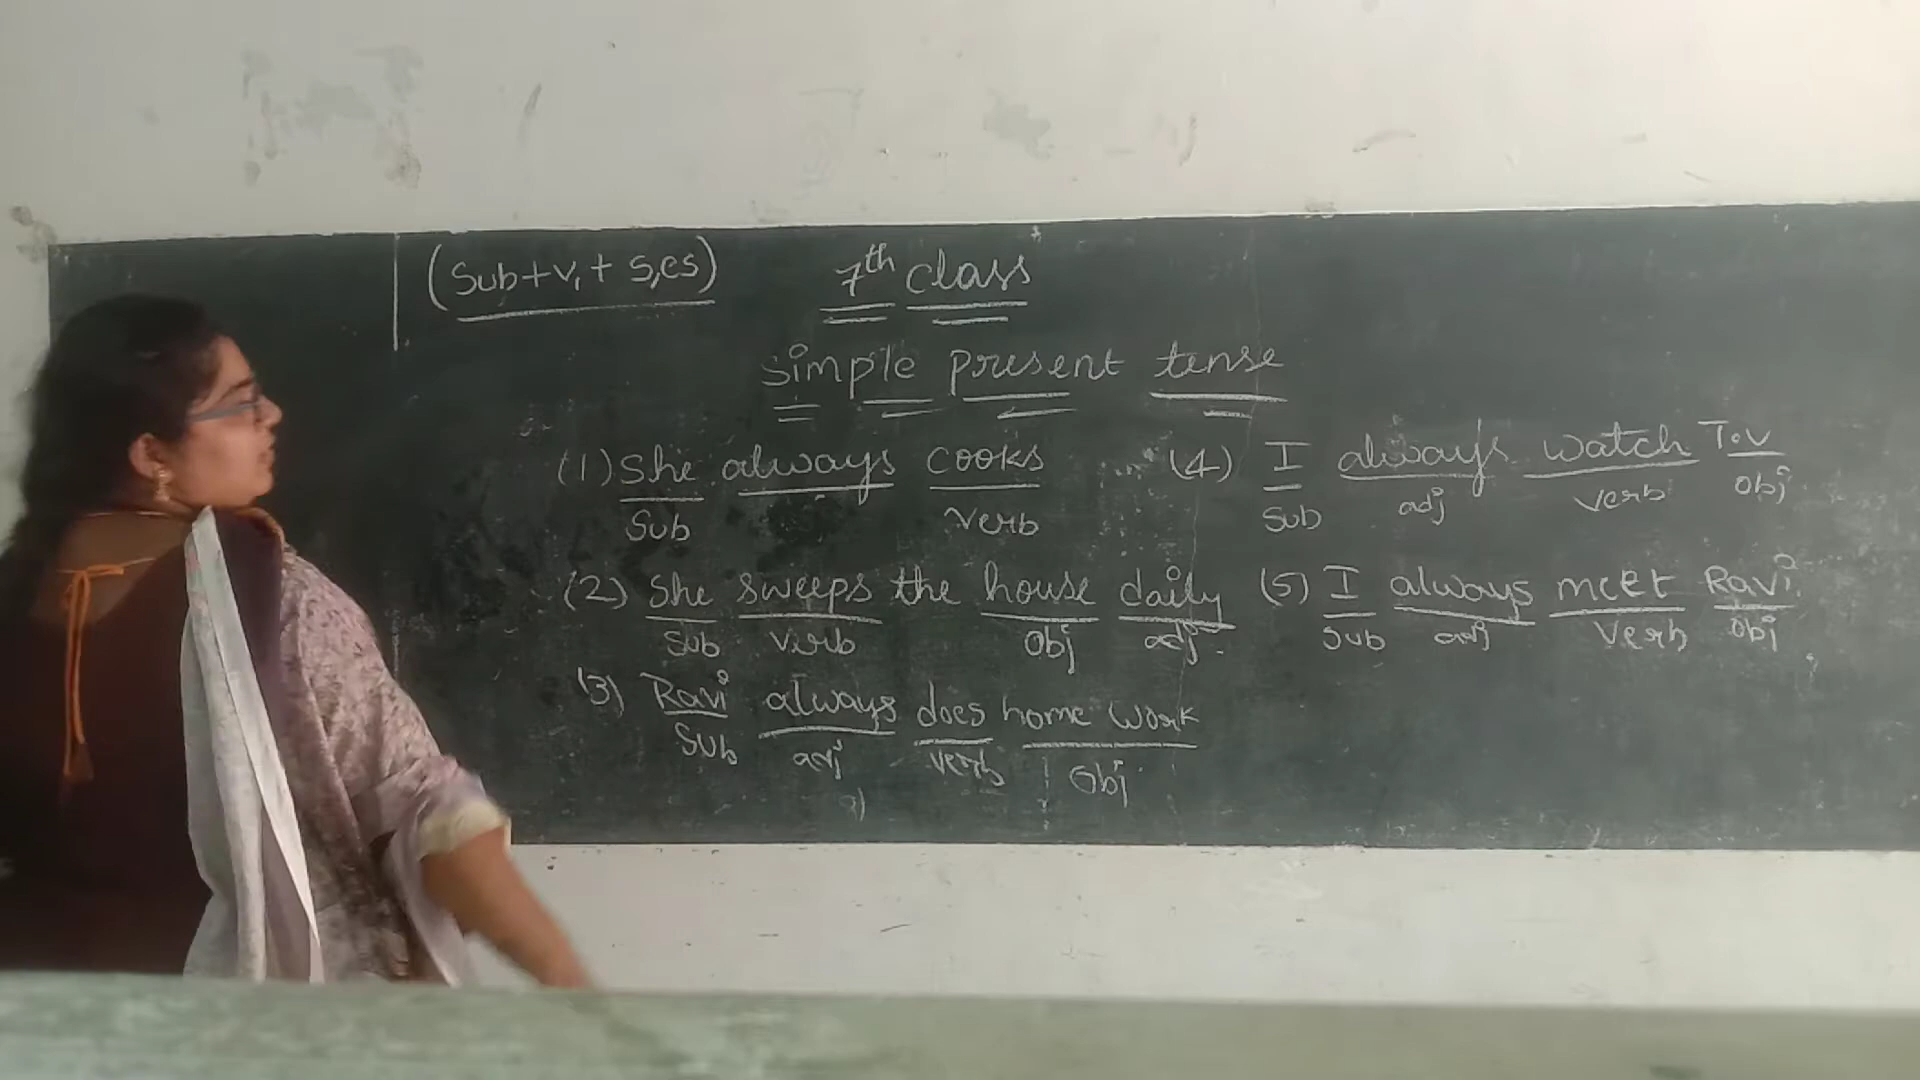 (Sub+V1+ s,es) 7th class
simple present tense
(1) She always cooks
Sub verb
(2) She sweeps the house daily
Sub verb Obj adj
(3) Ravi always does home work
Sub adj verb Obj
(4) I always watch T.V
Sub adj verb Obj
(5) I always meet Ravi
Sub adj verb Obj